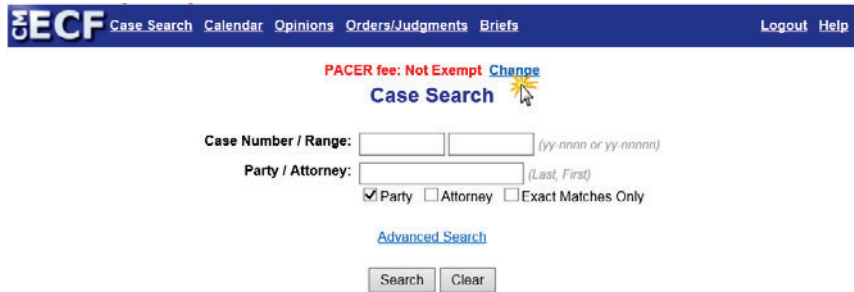 CM ECF Case Search Calendar Opinions Orders/Judgments Briefs Logout Help
PACER fee: Not Exempt Change
Case Search
Case Number / Range: (yy-nnnn or yy-nnnnn)
Party / Attorney: (Last, First)
Party Attorney Exact Matches Only
Advanced Search
Search Clear